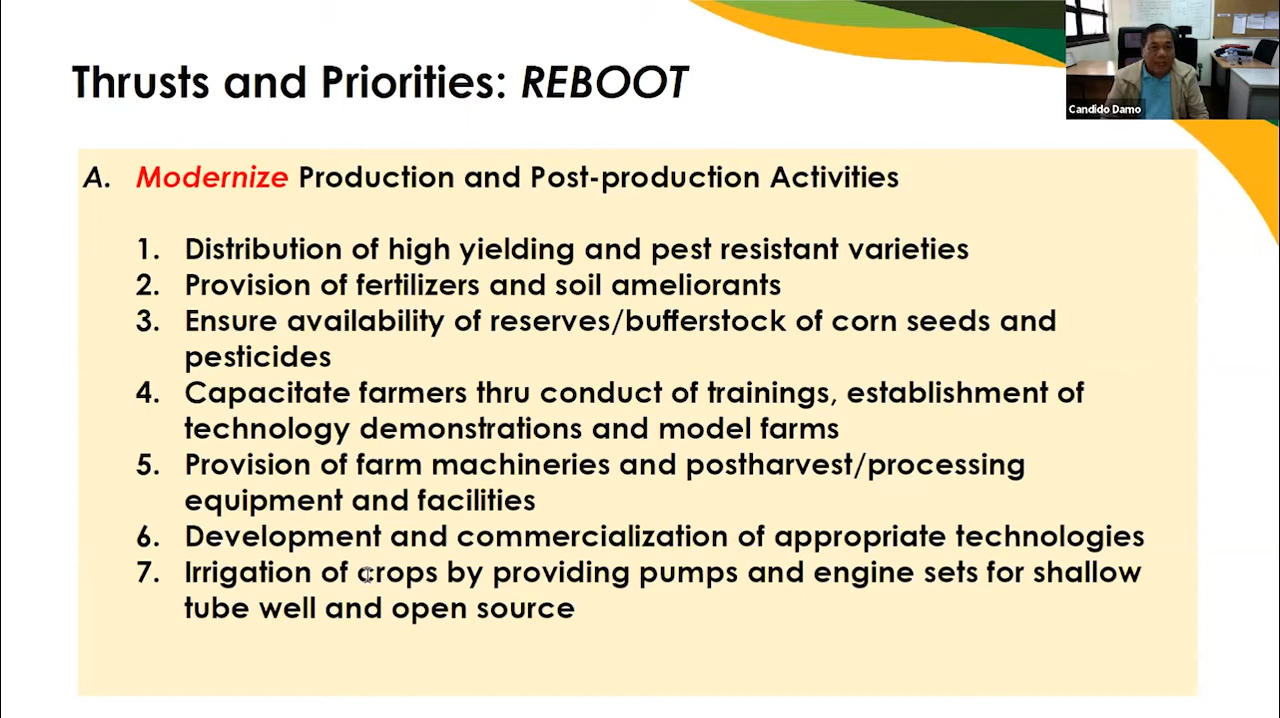 Thrusts and Priorities: REBOOT
Candido Damo
A. Modernize Production and Post-production Activities
1. Distribution of high yielding and pest resistant varieties
2. Provision of fertilizers and soil ameliorants
3. Ensure availability of reserves/bufferstock of corn seeds and
pesticides
4. Capacitate farmers thru conduct of trainings, establishment of
technology demonstrations and model farms
5. Provision of farm machineries and postharvest/processing
equipment and facilities
6. Development and commercialization of appropriate technologies
7. Irrigation of crops by providing pumps and engine sets for shallow
tube well and open source